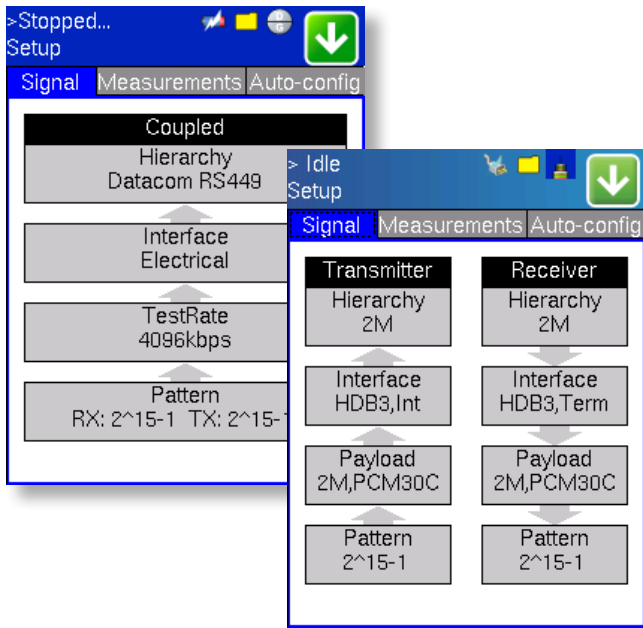 >Stopped...
Setup
Signal Measurements Auto-config
Coupled
Hierarchy
Datacom RS449
Interface
Electrical
TestRate
4096kbps
Pattern
RX: 2^15-1 TX: 2^15-
> Idle
Setup
Signal Measurements Auto-config
Transmitter
Hierarchy
2M
Interface
HDB3,Int
Payload
2M,PCM30C
Pattern
2^15-1
Receiver
Hierarchy
2M
Interface
HDB3,Term
Payload
2M,PCM30C
Pattern
2^15-1